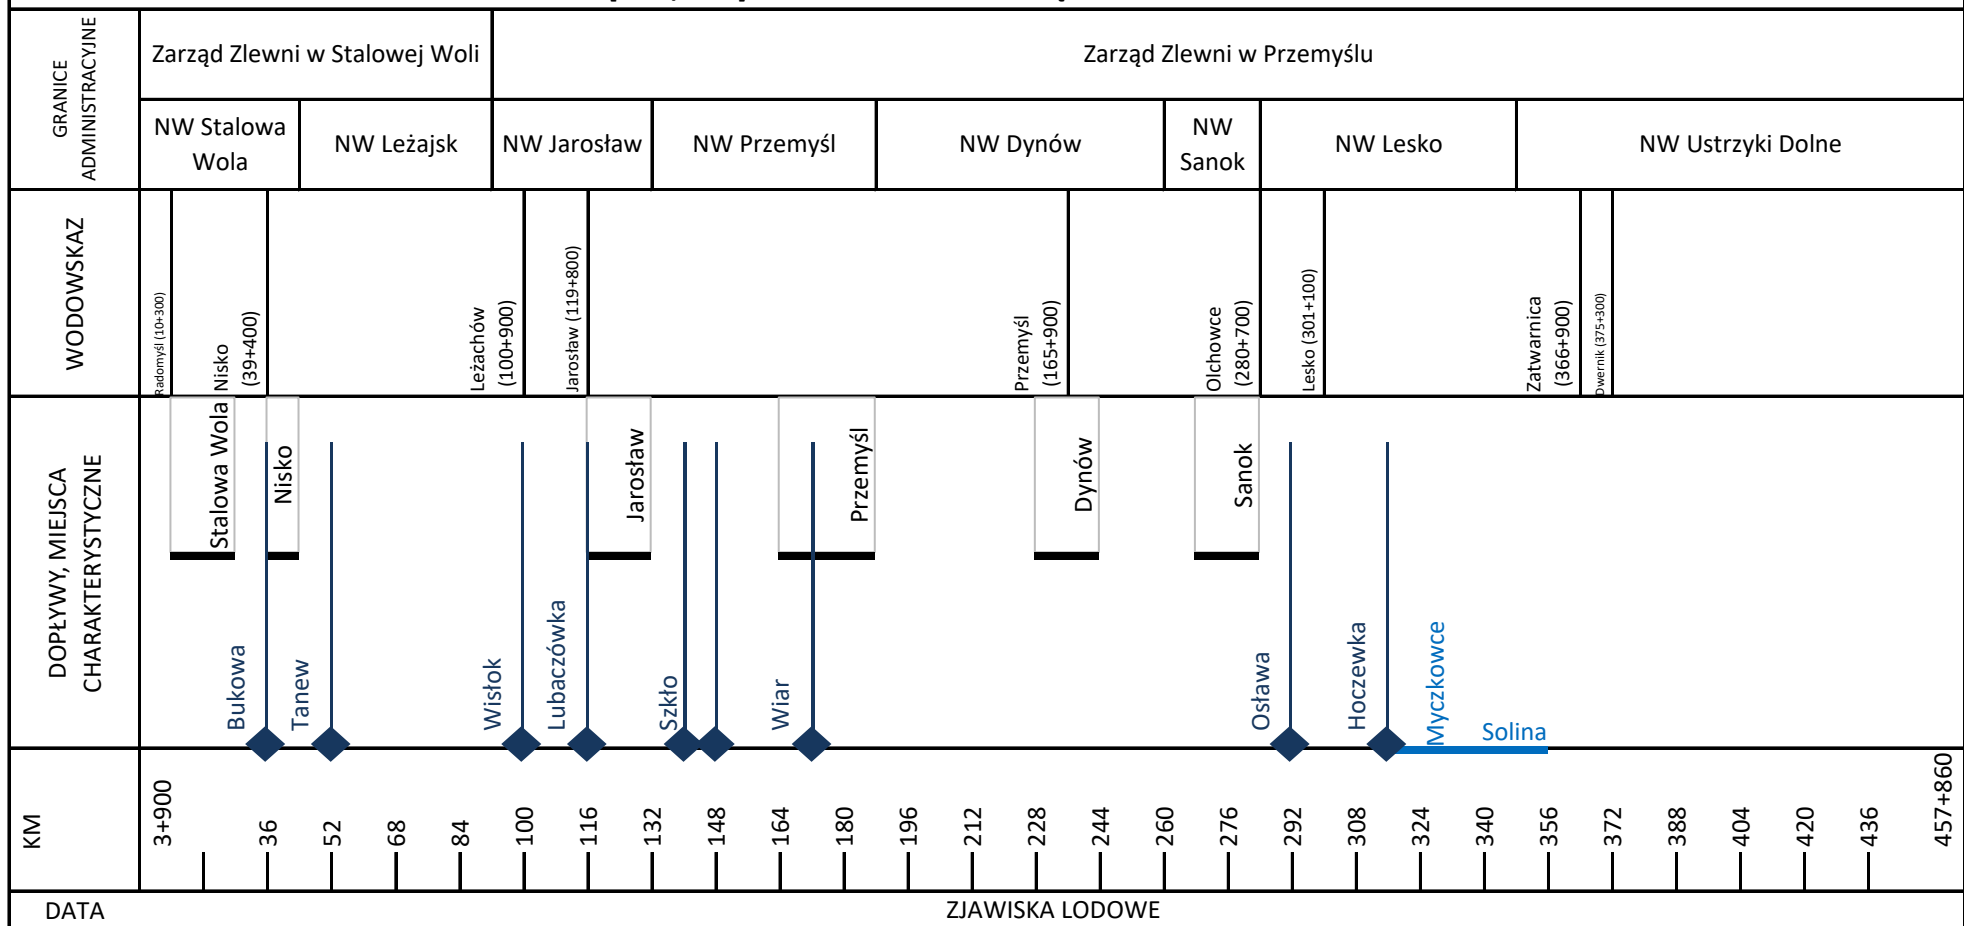 GRANICE
ADMINISTRACYJNE
Zarząd Zlewni w Stalowej Woli
Zarząd Zlewni w Przemyślu
NW Stalowa
Wola
NW Leżajsk
NW Jarosław
NW Przemyśl
NW Dynów
NW
Sanok
NW Lesko
NW Ustrzyki Dolne
WODOWSKAZ
Radomyśl (10+300)
Nisko
(39+400)
Leżachów
(100+900)
Jarosław (119+800)
Przemyśl
(165+900)
Olchowce
(280+700)
Lesko (301+100)
Zatwarnica
(366+900)
Dwernik (375+300)
DOPŁYWY, MIEJSCA
CHARAKTERYSTYCZNE
Stalowa Wola
Nisko
Jarosław
Przemyśl
Dynów
Sanok
Bukowa
Tanew
Wisłok
Lubaczówka
Szkło
Wiar
Osława
Hoczewka
Myczkowce
Solina
KM
3+900
36
52
68
84
100
116
132
148
164
180
196
212
228
244
260
276
292
308
324
340
356
372
388
404
420
436
457+860
DATA
ZJAWISKA LODOWE